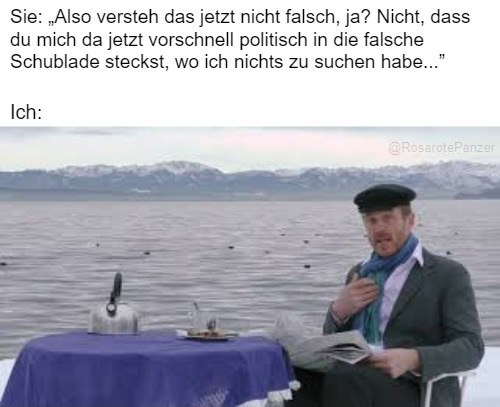 Sie: „Also versteh das jetzt nicht falsch, ja? Nicht, dass
du mich da jetzt vorschnell politisch in die falsche
Schublade steckst, wo ich nichts zu suchen habe...”
Ich:
@RosarotePanzer